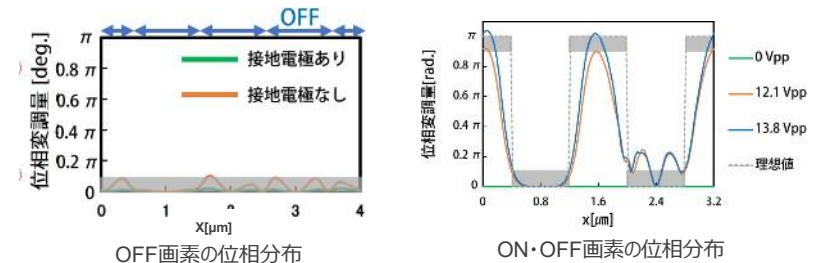 OFF
位相変調量 [deg.]
π
0.8 π
0.6 π
0.4 π
0.2 π
0
接地電極あり
接地電極なし
0 1 3 4
X[μm]
OFF画素の位相分布
位相変調量[rad.]
π
0.8 π
0.6 π
0.4 π
0.2 π
0
0 0.8 1.6 2.4 3.2
x[μm]
0 Vpp
12.1 Vpp
13.8 Vpp
理想値
ON・OFF画素の位相分布